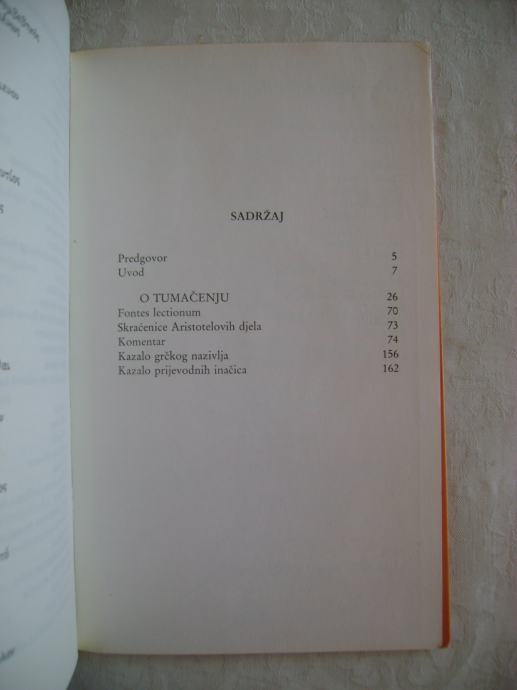 SADRŽAJ
Predgovor 5
Uvod 7
O TUMAČENJU 26
Fontes lectionum 70
Skraćenice Aristotelovih djela 73
Komentar 74
Kazalo grčkog nazivlja 156
Kazalo prijevodnih inačica 162